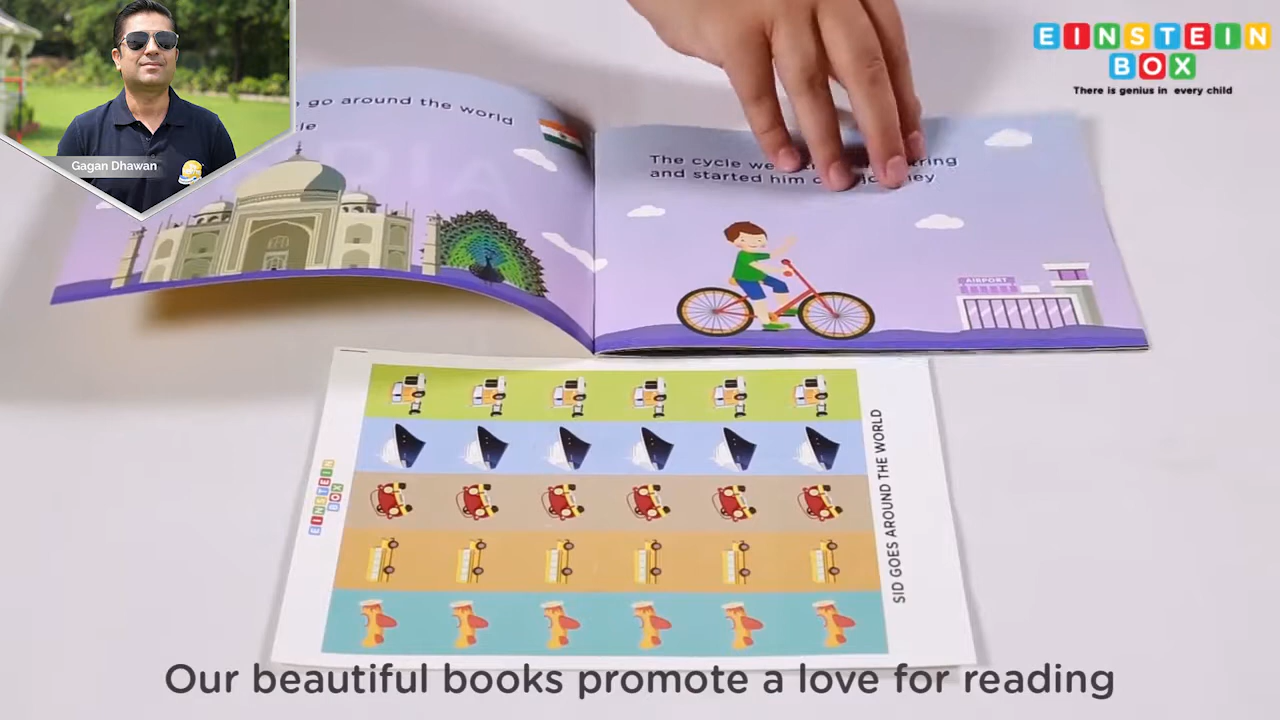 EINSTEIN
BOX
There is genius in every child
Gagan Dhawan
go around the world
The cycle
and started him
AIRPORT
EINSTEIN
BOX
SID GOES AROUND THE WORLD
Our beautiful books promote a love for reading